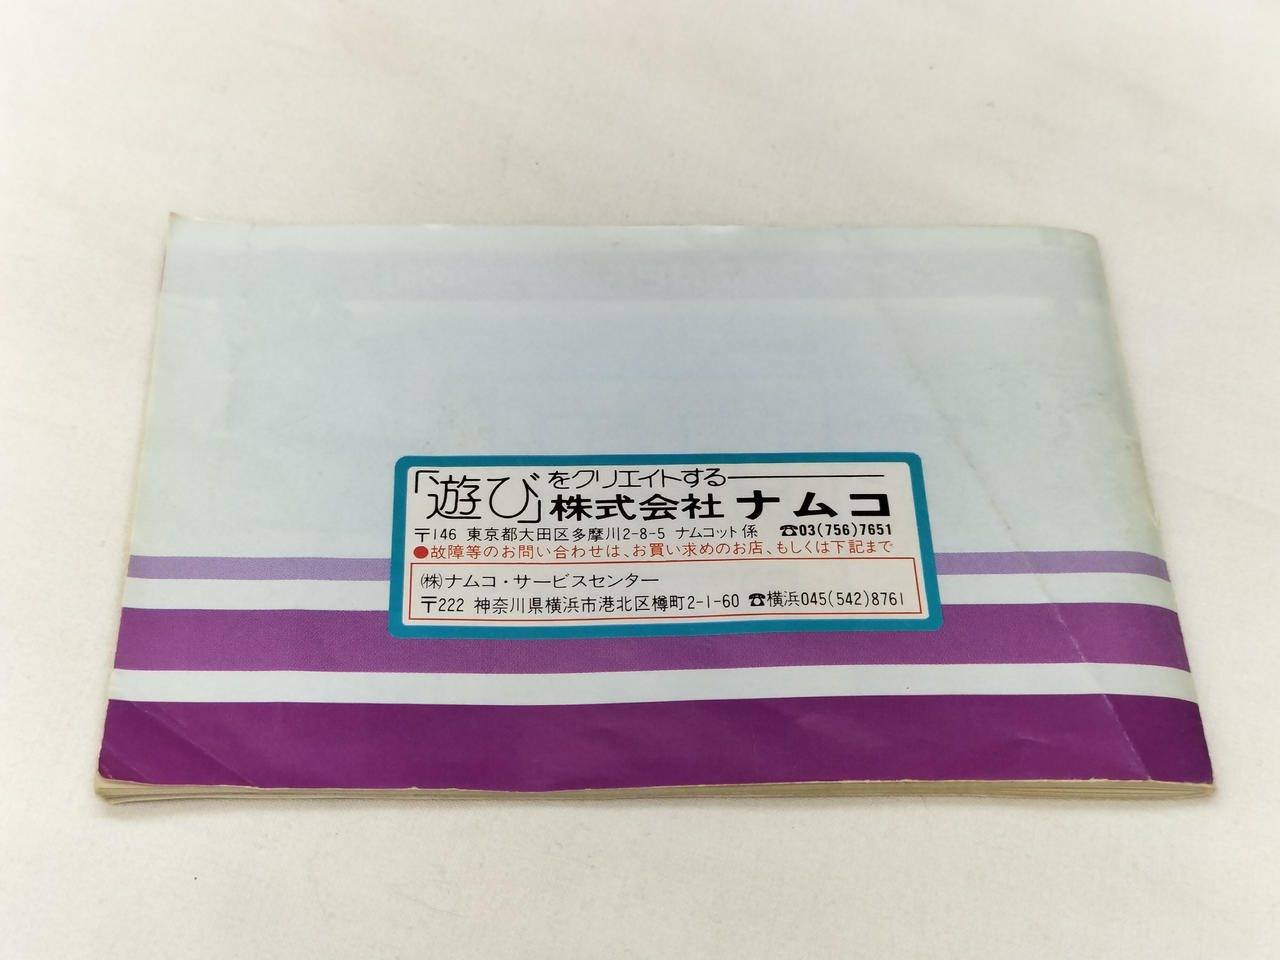 「遊び」をクリエイトする——
株式会社ナムコ
〒146 東京都大田区多摩川2-8-5 ナムコット係 ☎03(756)7651
●故障等のお問い合わせは、お買い求めのお店、もしくは下記まで
㈱ナムコ・サービスセンター
〒222 神奈川県横浜市港北区樽町2-1-60 ☎横浜045(542)8761